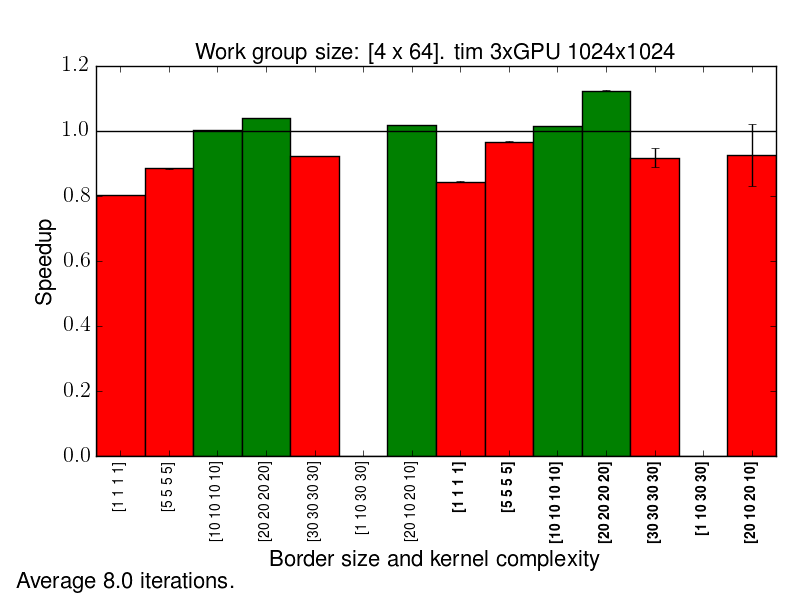 Work group size: [4 x 64]. tim 3xGPU 1024x1024
1.2
1.0
0.8
0.6
0.4
0.2
0.0
Speedup
[1 1 1 1]
[5 5 5 5]
[10 10 10 10]
[20 20 20 20]
[30 30 30 30]
[1 10 30 30]
[20 10 20 10]
[1 1 1 1]
[5 5 5 5]
[10 10 10 10]
[20 20 20 20]
[30 30 30 30]
[1 10 30 30]
[20 10 20 10]
Border size and kernel complexity
Average 8.0 iterations.